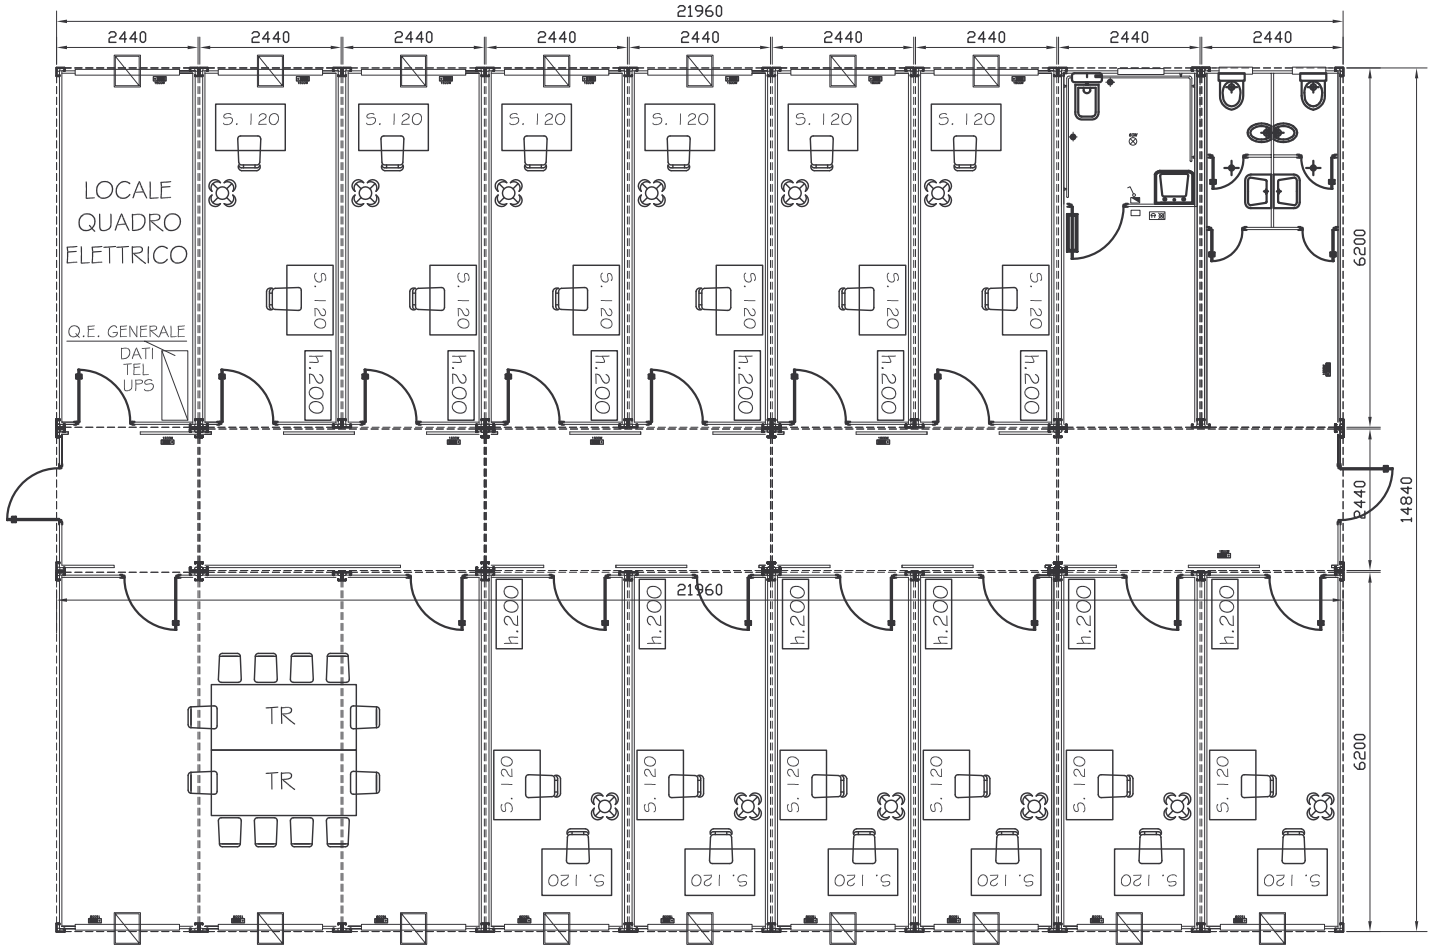 21960
2440 2440 2440 2440 2440 2440 2440 2440 2440
S. 120 S. 120 S. 120 S. 120 S. 120 S. 120
LOCALE
QUADRO
ELETTRICO
6200
S. 120 S. 120 S. 120 S. 120 S. 120 S. 120
Q.E. GENERALE
DATI
TEL
UPS
h.200 h.200 h.200 h.200 h.200 h.200
2440
14840
21960
h.200 h.200 h.200 h.200 h.200 h.200
TR
6200
TR
S. 120 S. 120 S. 120 S. 120 S. 120 S. 120
S. 120 S. 120 S. 120 S. 120 S. 120 S. 120